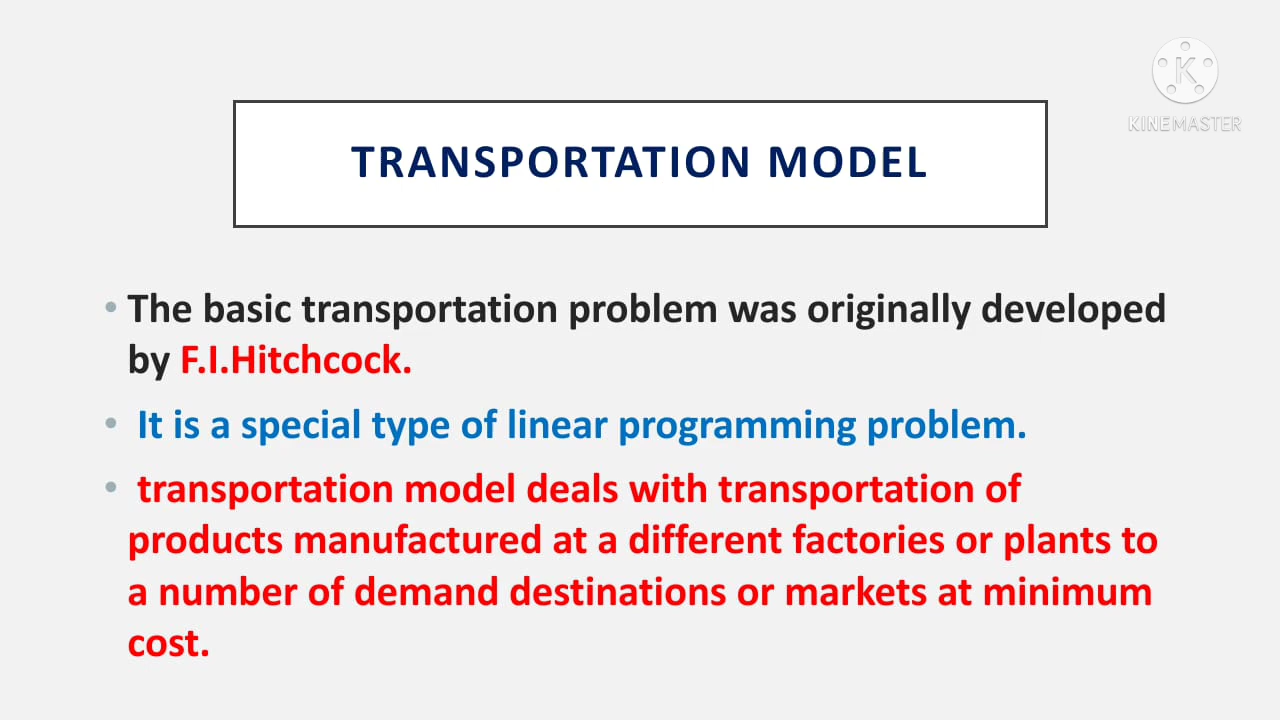 KINEMASTER
TRANSPORTATION MODEL
• The basic transportation problem was originally developed
by F.I.Hitchcock.
• It is a special type of linear programming problem.
• transportation model deals with transportation of
products manufactured at a different factories or plants to
a number of demand destinations or markets at minimum
cost.